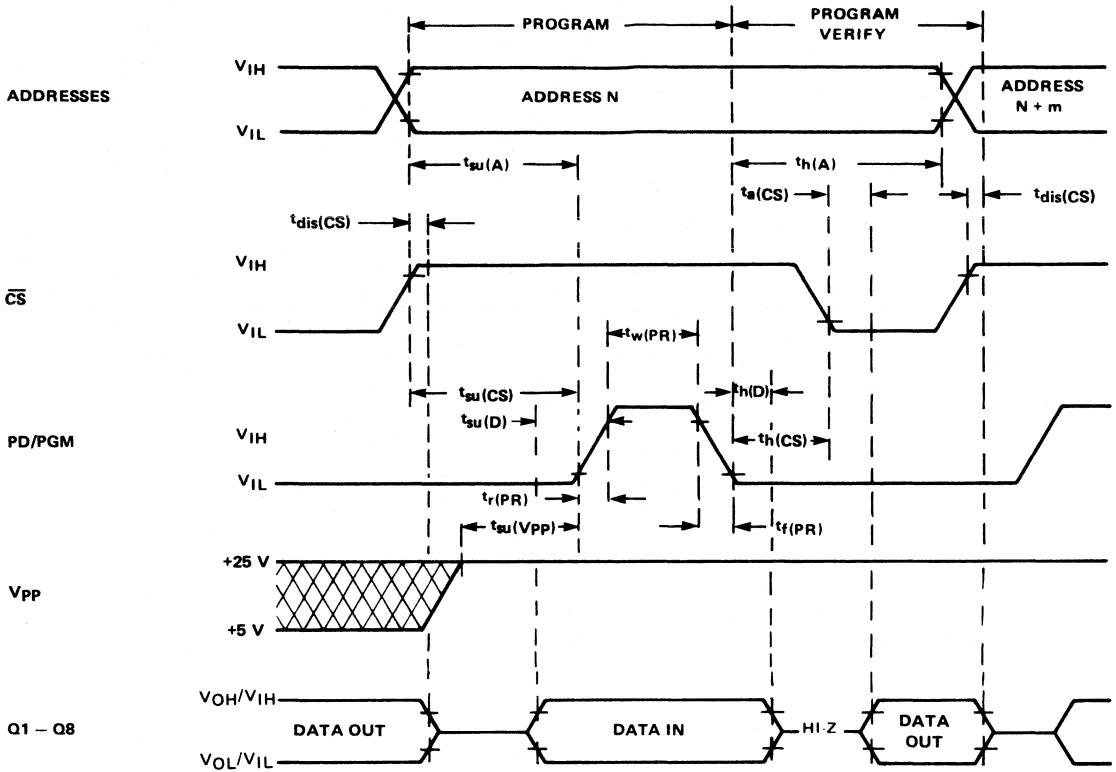 PROGRAM
PROGRAM
VERIFY
ADDRESSES
VIH
VIL
ADDRESS N
ADDRESS
N + m
tsu(A)
th(A)
ta(CS)
tdis(CS)
tdis(CS)
CS
VIH
VIL
tw(PR)
tsu(CS)
th(D)
tsu(D)
th(CS)
PD/PGM
VIH
VIL
tr(PR)
tsu(VPP)
tf(PR)
VPP
+25 V
+5 V
Q1 – Q8
VOH/VIH
VOL/VIL
DATA OUT
DATA IN
HI-Z
DATA
OUT